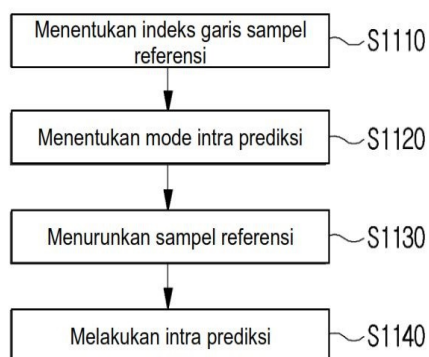 Menentukan indeks garis sampel
referensi
S1110
Menentukan mode intra prediksi
S1120
Menurunkan sampel referensi
S1130
Melakukan intra prediksi
S1140